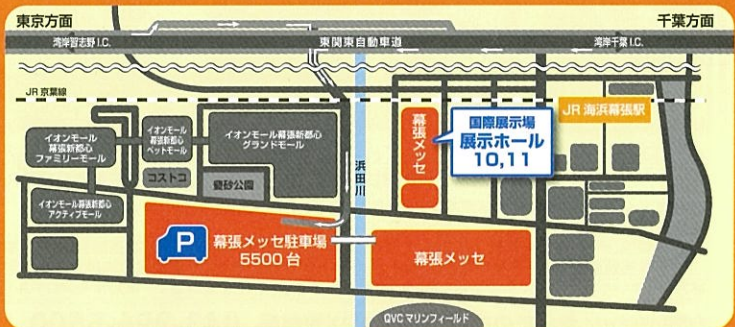 東京方面
千葉方面
湾岸習志野I.C.
東関東自動車道
湾岸千葉I.C.
JR京葉線
JR 海浜幕張駅
イオンモール
幕張新都心
ファミリーモール
イオンモール
幕張新都心
ペットモール
イオンモール幕張新都心
グランドモール
コストコ
豊砂公園
イオンモール幕張新都心
アクティブモール
浜田川
幕張メッセ
国際展示場
展示ホール
10,11
P
幕張メッセ駐車場
5500台
幕張メッセ
QVCマリンフィールド